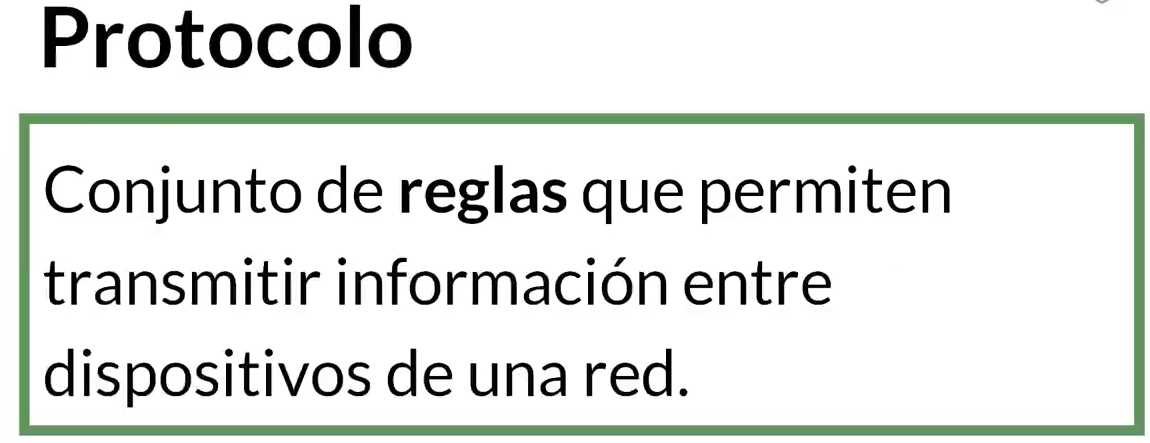 Protocolo
Conjunto de reglas que permiten
transmitir información entre
dispositivos de una red.